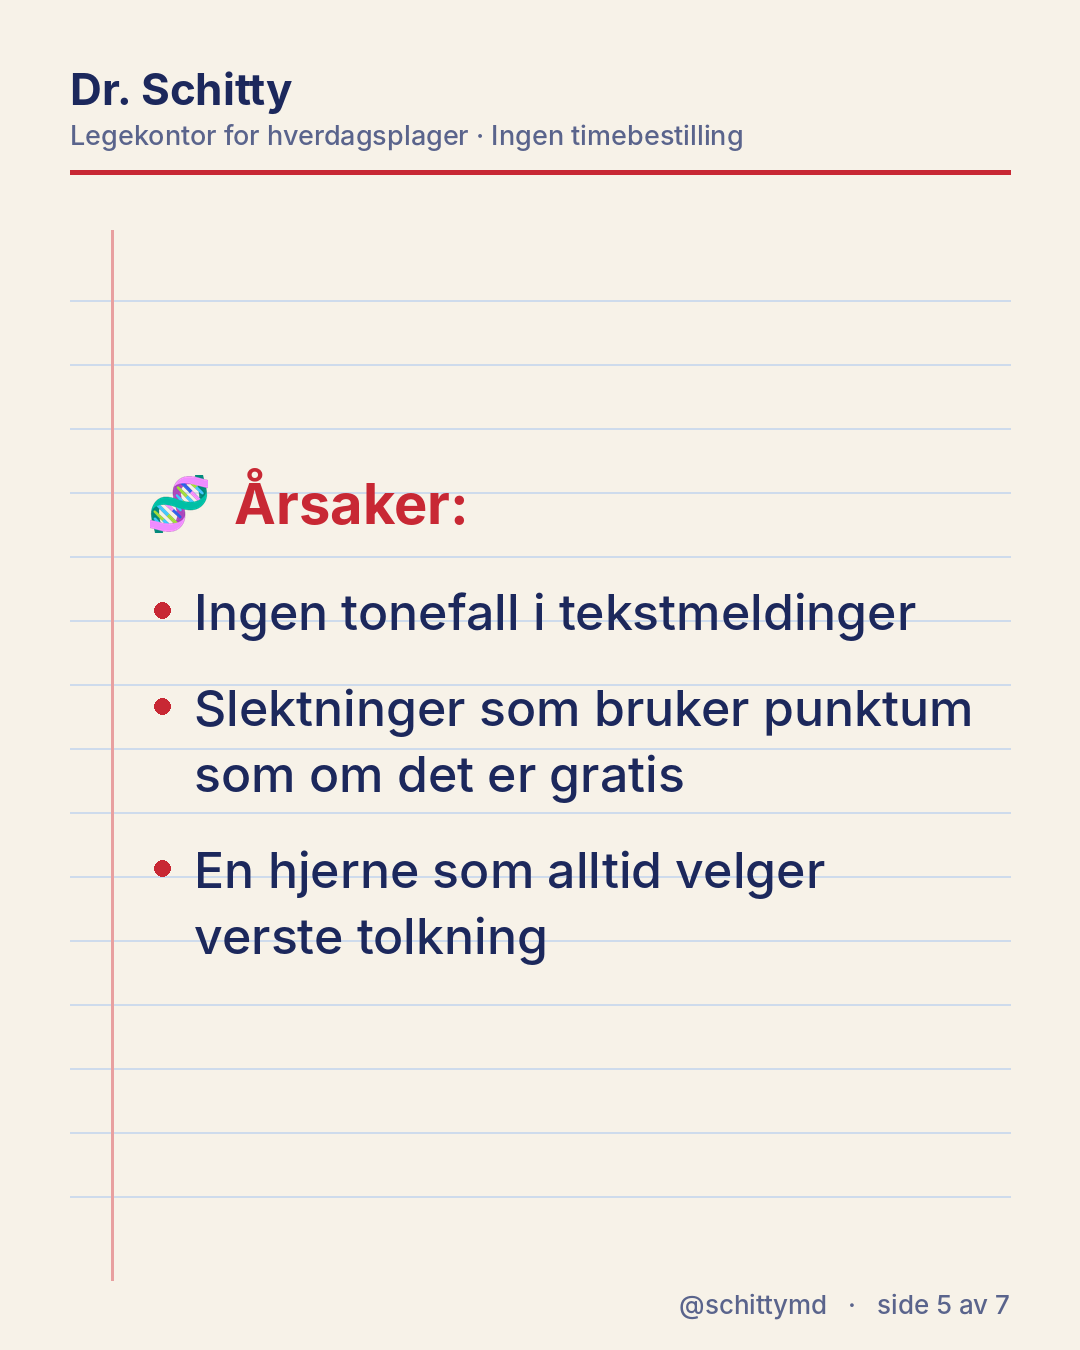 Dr. Schitty
Legekontor for hverdagsplager · Ingen timebestilling
🧬 Årsaker:
• Ingen tonefall i tekstmeldinger
• Slektninger som bruker punktum
som om det er gratis
• En hjerne som alltid velger
verste tolkning
@schittymd · side 5 av 7